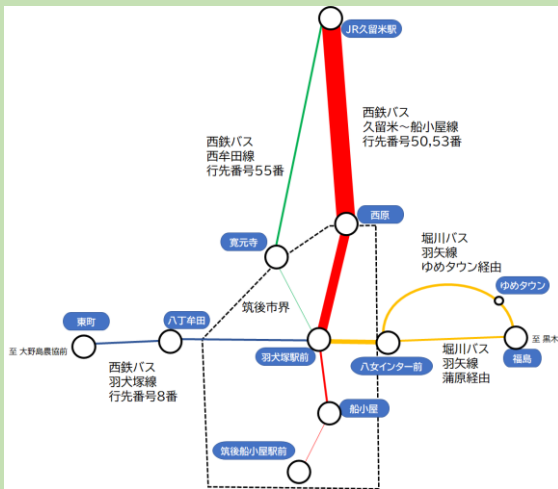 JR久留米駅
西鉄バス
久留米～船小屋線
行先番号50,53番
西鉄バス
西牟田線
行先番号55番
西原
寛元寺
堀川バス
羽矢線
ゆめタウン経由
ゆめタウン
筑後市界
東町
八丁牟田
至 大野島農協前
羽犬塚駅前
八女インター前
福島
至 黒木
西鉄バス
羽犬塚線
行先番号8番
堀川バス
羽矢線
蒲原経由
船小屋
筑後船小屋駅前